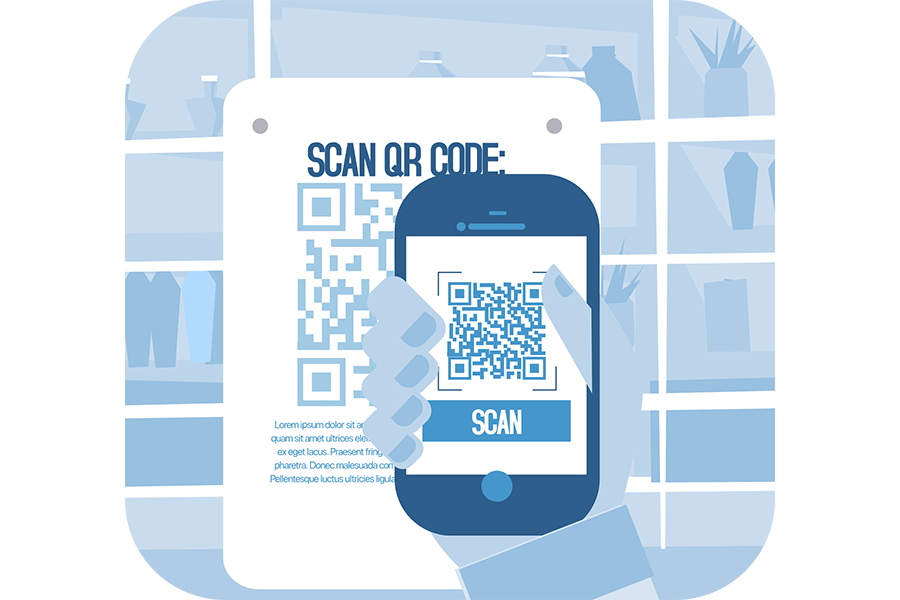 SCAN QR CODE:
Lorem ipsum dolor sit
quam sit amet ultrices
ex eget lacus. Praesent
pharetra. Donec malesuada
Pellentesque luctus ultricies
SCAN